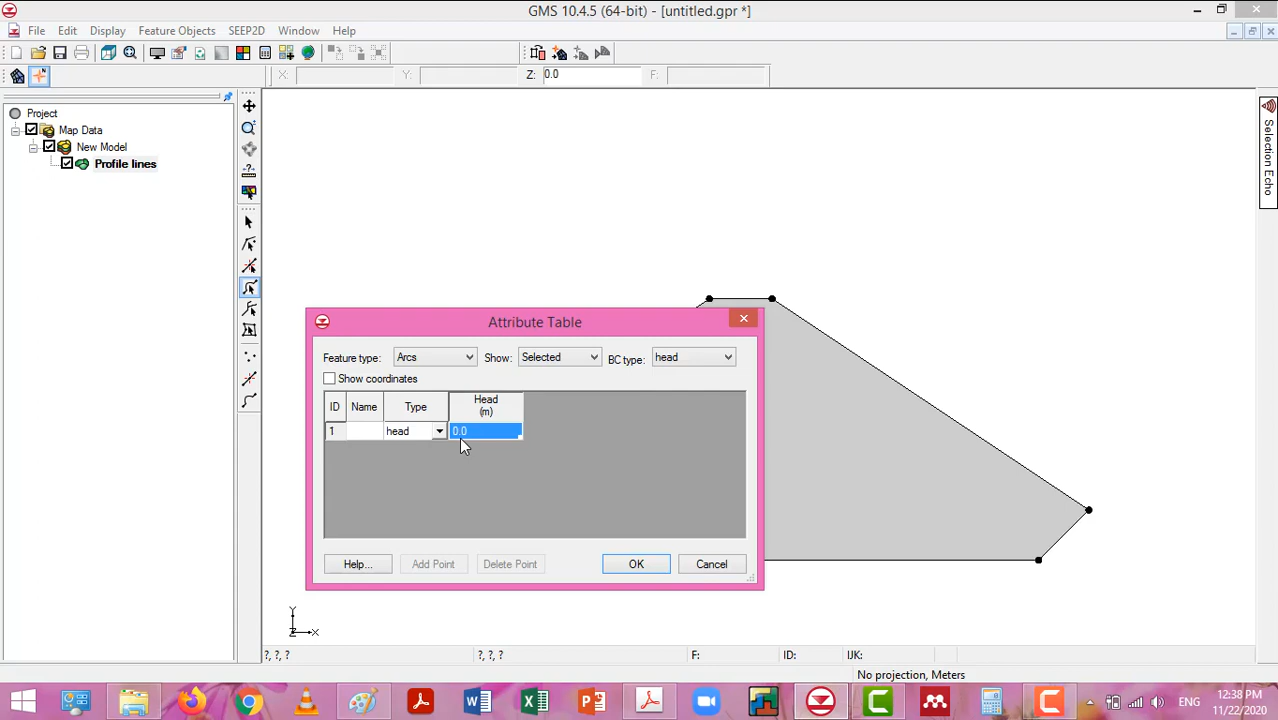 GMS 10.4.5 (64-bit) - [untitled.gpr *]
File Edit Display Feature Objects SEEP2D Window Help
X: Y: Z: 0.0 F:
Project
Map Data
New Model
Profile lines
Selection Echo
Attribute Table
Feature type: Arcs Show: Selected BC type: head
Show coordinates
ID Name Type Head (m)
1 head 0.0
Help... Add Point Delete Point OK Cancel
Y
Z X
?, ?, ? ?, ?, ? F: ID: IJK:
No projection, Meters
ENG 12:38 PM
11/22/2020